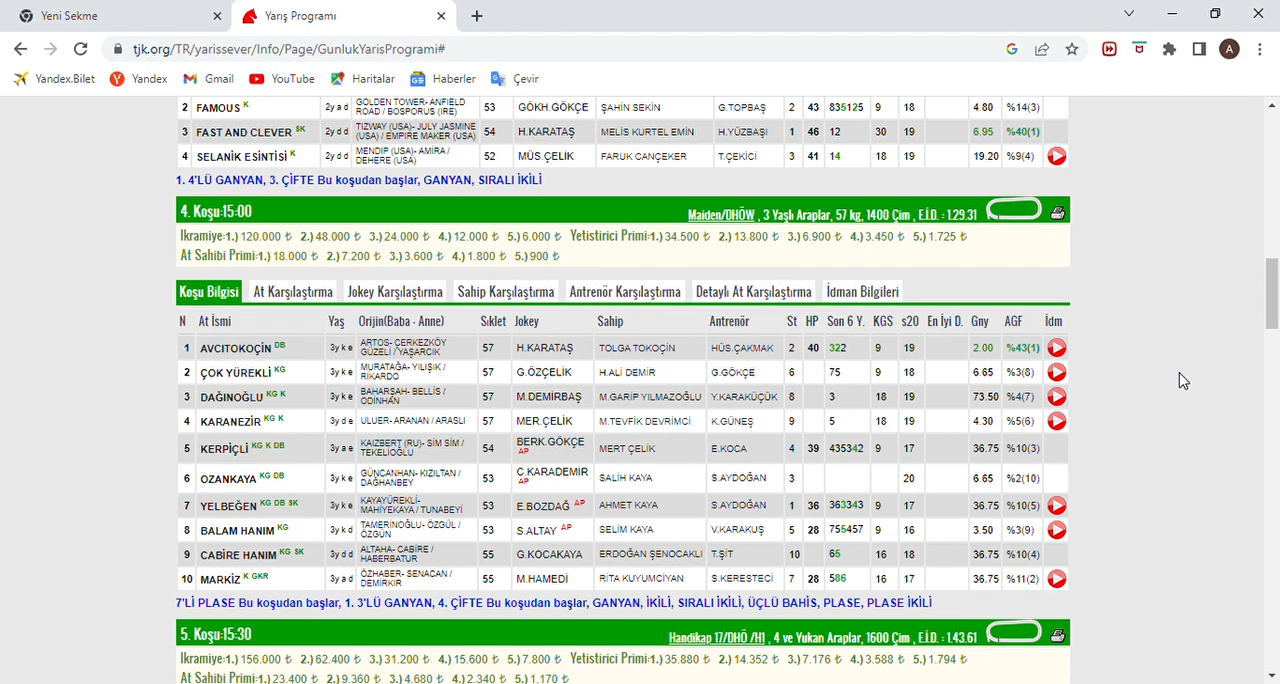 Yeni Sekme
Yarış Programı
tjk.org/TR/yarissever/Info/Page/GunlukYarisProgrami#
A
Yandex.Bilet Yandex Gmail YouTube Haritalar Haberler Çevir
2 FAMOUS K 2y a d GOLDEN TOWER- ANFIELD ROAD / BOSPORUS (IRE) 53 GÖKH.GÖKÇE ŞAHİN SEKİN G.TOPBAŞ 2 43 835125 9 18 4.80 %14(3)
3 FAST AND CLEVER SK 2y d d TIZWAY (USA)- JULY JASMINE (USA) / EMPIRE MAKER (USA) 54 H.KARATAŞ MELİS KURTEL EMİN H.YÜZBAŞI 1 46 12 30 19 6.95 %40(1)
4 SELANİK ESİNTİSİ K 2y d d MENDIP (USA)- AMİRA / DEHERE (USA) 52 MÜS.ÇELİK FARUK CANÇEKER T.ÇEKİCİ 3 41 14 18 19 19.20 %9(4)
1. 4'LÜ GANYAN, 3. ÇİFTE Bu koşudan başlar, GANYAN, SIRALI İKİLİ
4. Koşu:15:00 Maiden/DHÖW , 3 Yaşlı Araplar, 57 kg, 1400 Çim , E.İ.D. : 1.29.31
Ikramiye:1.) 120.000 ₺ 2.) 48.000 ₺ 3.) 24.000 ₺ 4.) 12.000 ₺ 5.) 6.000 ₺ Yetistirici Primi:1.) 34.500 ₺ 2.) 13.800 ₺ 3.) 6.900 ₺ 4.) 3.450 ₺ 5.) 1.725 ₺
At Sahibi Primi:1.) 18.000 ₺ 2.) 7.200 ₺ 3.) 3.600 ₺ 4.) 1.800 ₺ 5.) 900 ₺
Koşu Bilgisi At Karşılaştırma Jokey Karşılaştırma Sahip Karşılaştırma Antrenör Karşılaştırma Detaylı At Karşılaştırma İdman Bilgileri
N At İsmi Yaş Orijin(Baba - Anne) Sıklet Jokey Sahip Antrenör St HP Son 6 Y. KGS s20 En İyi D. Gny AGF İdm
1 AVCITOKOÇİN DB 3y k e ARTOS- ÇERKEZKÖY GÜZELİ / YAŞARCIK 57 H.KARATAŞ TOLGA TOKOÇİN HÜS.ÇAKMAK 2 40 322 9 19 2.00 %43(1)
2 ÇOK YÜREKLİ KG 3y k e MURATAĞA- YILIŞIK / RİKARDO 57 G.ÖZÇELİK H.ALİ DEMİR G.GÖKÇE 6 75 9 18 6.65 %3(8)
3 DAĞINOĞLU KG K 3y k e BAHARŞAH- BELLİS / ODINHAN 57 M.DEMİRBAŞ M.GARİP YILMAZOĞLU Y.KARAKÜÇÜK 8 3 18 19 73.50 %4(7)
4 KARANEZİR KG K 3y d e ULUER- ARANAN / ARASLI 57 MER.ÇELİK M.TEVFİK DEVRİMCİ K.GÜNEŞ 9 5 18 19 4.30 %5(6)
5 KERPİÇLİ KG K DB 3y a e KAIZBERT (RU)- SİM SİM / TEKELİOĞLU 54 BERK.GÖKÇE AP MERT ÇELİK E.KOCA 4 39 435342 9 17 36.75 %10(3)
6 OZANKAYA KG DB 3y k e GÜNCANHAN- KIZILTAN / DAĞHANBEY 53 Ç.KARADEMİR AP SALİH KAYA S.AYDOĞAN 3 20 6.65 %2(10)
7 YELBEĞEN KG DB SK 3y k e KAYAYÜREKLİ- MAHİYEKAYA / TUNABEYİ 53 E.BOZDAĞ AP AHMET KAYA S.AYDOĞAN 1 36 363343 9 17 36.75 %10(5)
8 BALAM HANIM KG 3y k d TAMERİNOĞLU- ÖZGÜL / ÖZGÜN 53 S.ALTAY AP SELİM KAYA V.KARAKUŞ 5 28 755457 9 16 3.50 %3(9)
9 CABİRE HANIM KG SK 3y d d ALTAHA- CABİRE / HABERBATUR 55 G.KOCAKAYA ERDOĞAN ŞENOCAKLI T.ŞİT 10 65 16 18 36.75 %10(4)
10 MARKİZ K GKR 3y a d ÖZHABER- SENACAN / DEMİRKIR 55 M.HAMEDİ RİTA KUYUMCİYAN S.KERESTECİ 7 28 586 16 17 36.75 %11(2)
7'Lİ PLASE Bu koşudan başlar, 1. 3'LÜ GANYAN, 4. ÇİFTE Bu koşudan başlar, GANYAN, İKİLİ, SIRALI İKİLİ, ÜÇLÜ BAHİS, PLASE, PLASE İKİLİ
5. Koşu:15:30 Handikap 17/DHÖ /H1 , 4 ve Yukarı Araplar, 1600 Çim , E.İ.D. : 1.43.61
Ikramiye:1.) 156.000 ₺ 2.) 62.400 ₺ 3.) 31.200 ₺ 4.) 15.600 ₺ 5.) 7.800 ₺ Yetistirici Primi:1.) 35.880 ₺ 2.) 14.352 ₺ 3.) 7.176 ₺ 4.) 3.588 ₺ 5.) 1.794 ₺
At Sahibi Primi:1.) 23.400 ₺ 2.) 9.360 ₺ 3.) 4.680 ₺ 4.) 2.340 ₺ 5.) 1.170 ₺